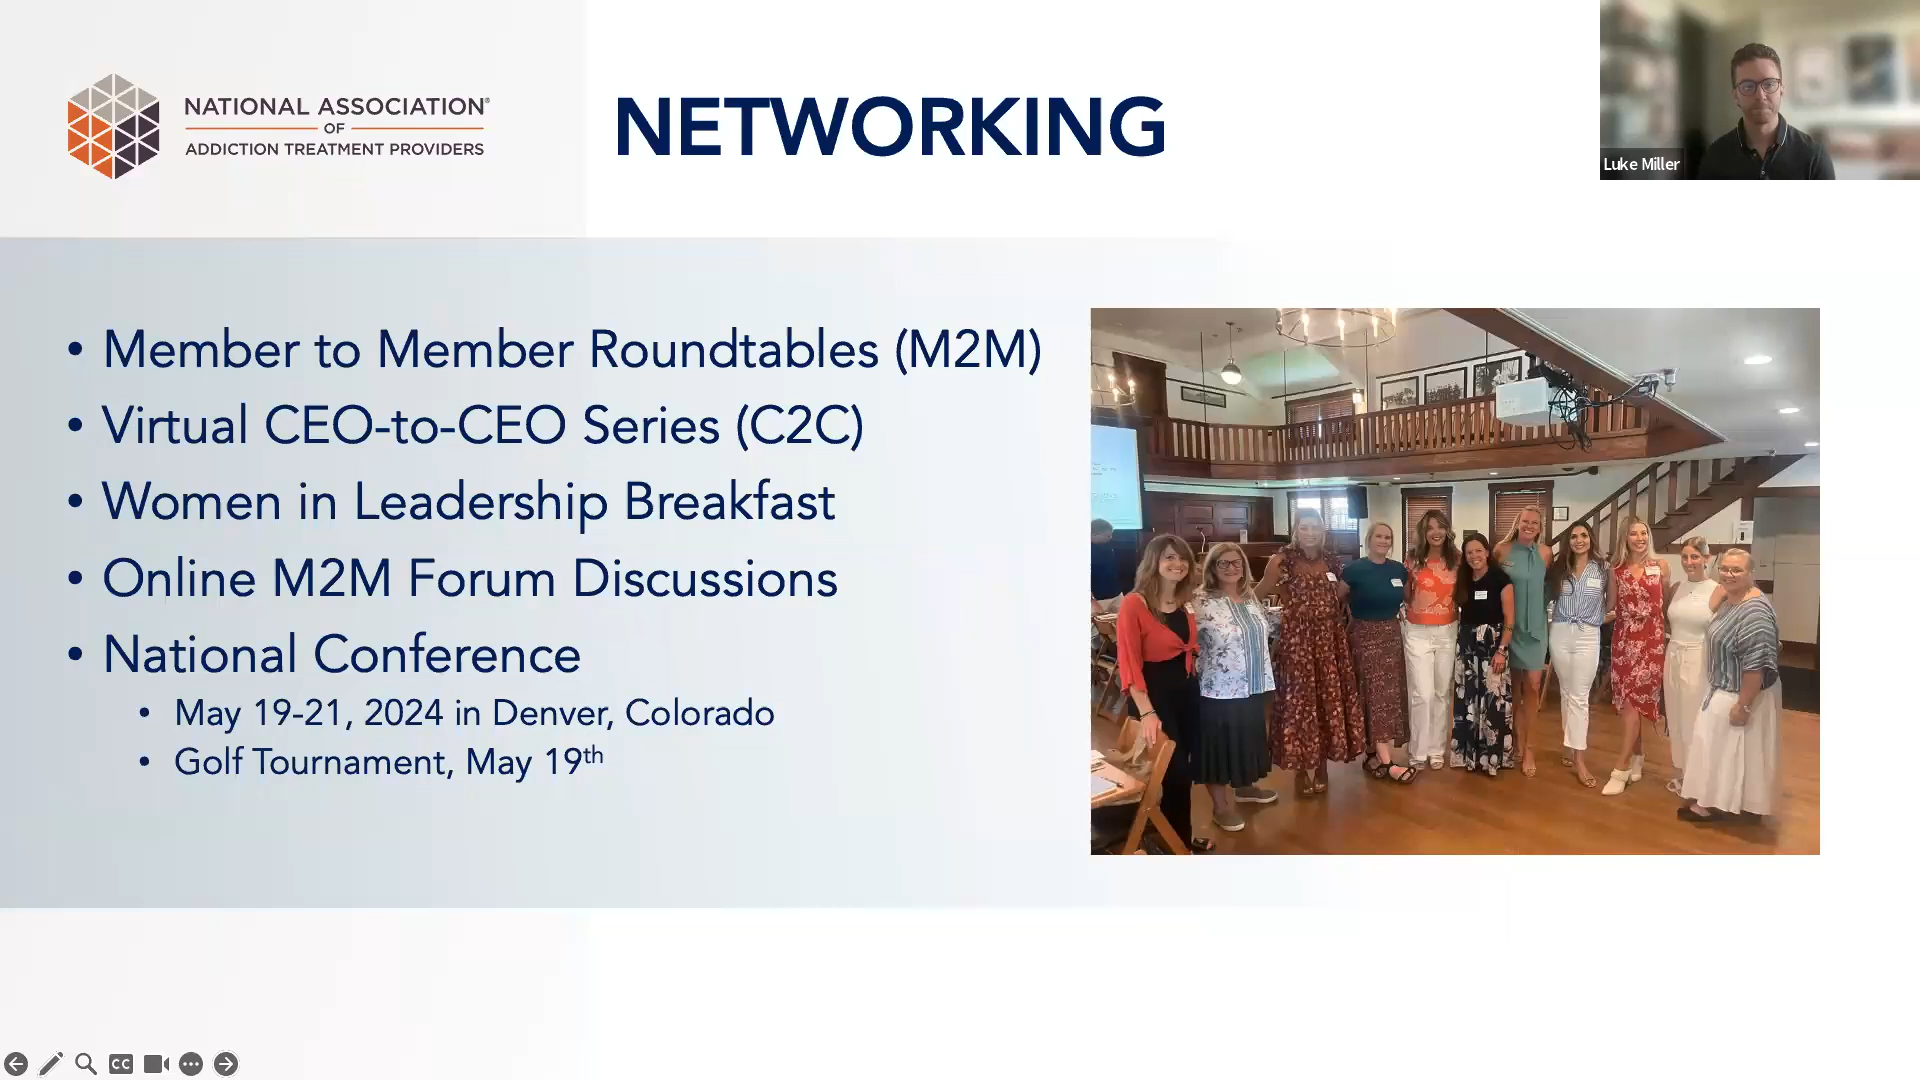 NATIONAL ASSOCIATION®
OF
ADDICTION TREATMENT PROVIDERS
NETWORKING
Luke Miller
• Member to Member Roundtables (M2M)
• Virtual CEO-to-CEO Series (C2C)
• Women in Leadership Breakfast
• Online M2M Forum Discussions
• National Conference
• May 19-21, 2024 in Denver, Colorado
• Golf Tournament, May 19th
CC